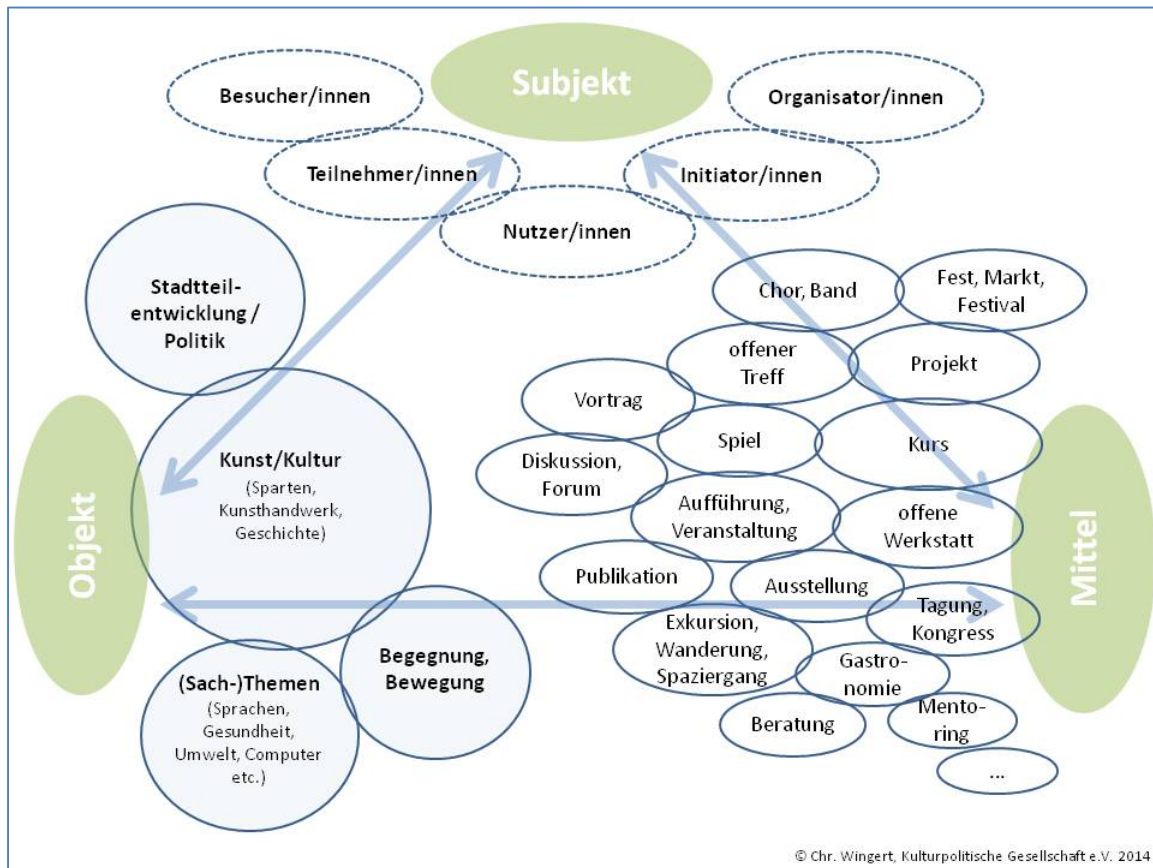 Subjekt
Besucher/innen
Organisator/innen
Teilnehmer/innen
Initiator/innen
Nutzer/innen
Stadtteil-
entwicklung /
Politik
Kunst/Kultur
(Sparten,
Kunsthandwerk,
Geschichte)
Objekt
Begegnung,
Bewegung
(Sach-)Themen
(Sprachen,
Gesundheit,
Umwelt, Computer
etc.)
Chor, Band
Fest, Markt,
Festival
offener
Treff
Projekt
Vortrag
Spiel
Kurs
Diskussion,
Forum
Aufführung,
Veranstaltung
offene
Werkstatt
Mittel
Publikation
Ausstellung
Tagung,
Kongress
Exkursion,
Wanderung,
Spaziergang
Gastro-
nomie
Beratung
Mento-
ring
...
© Chr. Wingert, Kulturpolitische Gesellschaft e.V. 2014